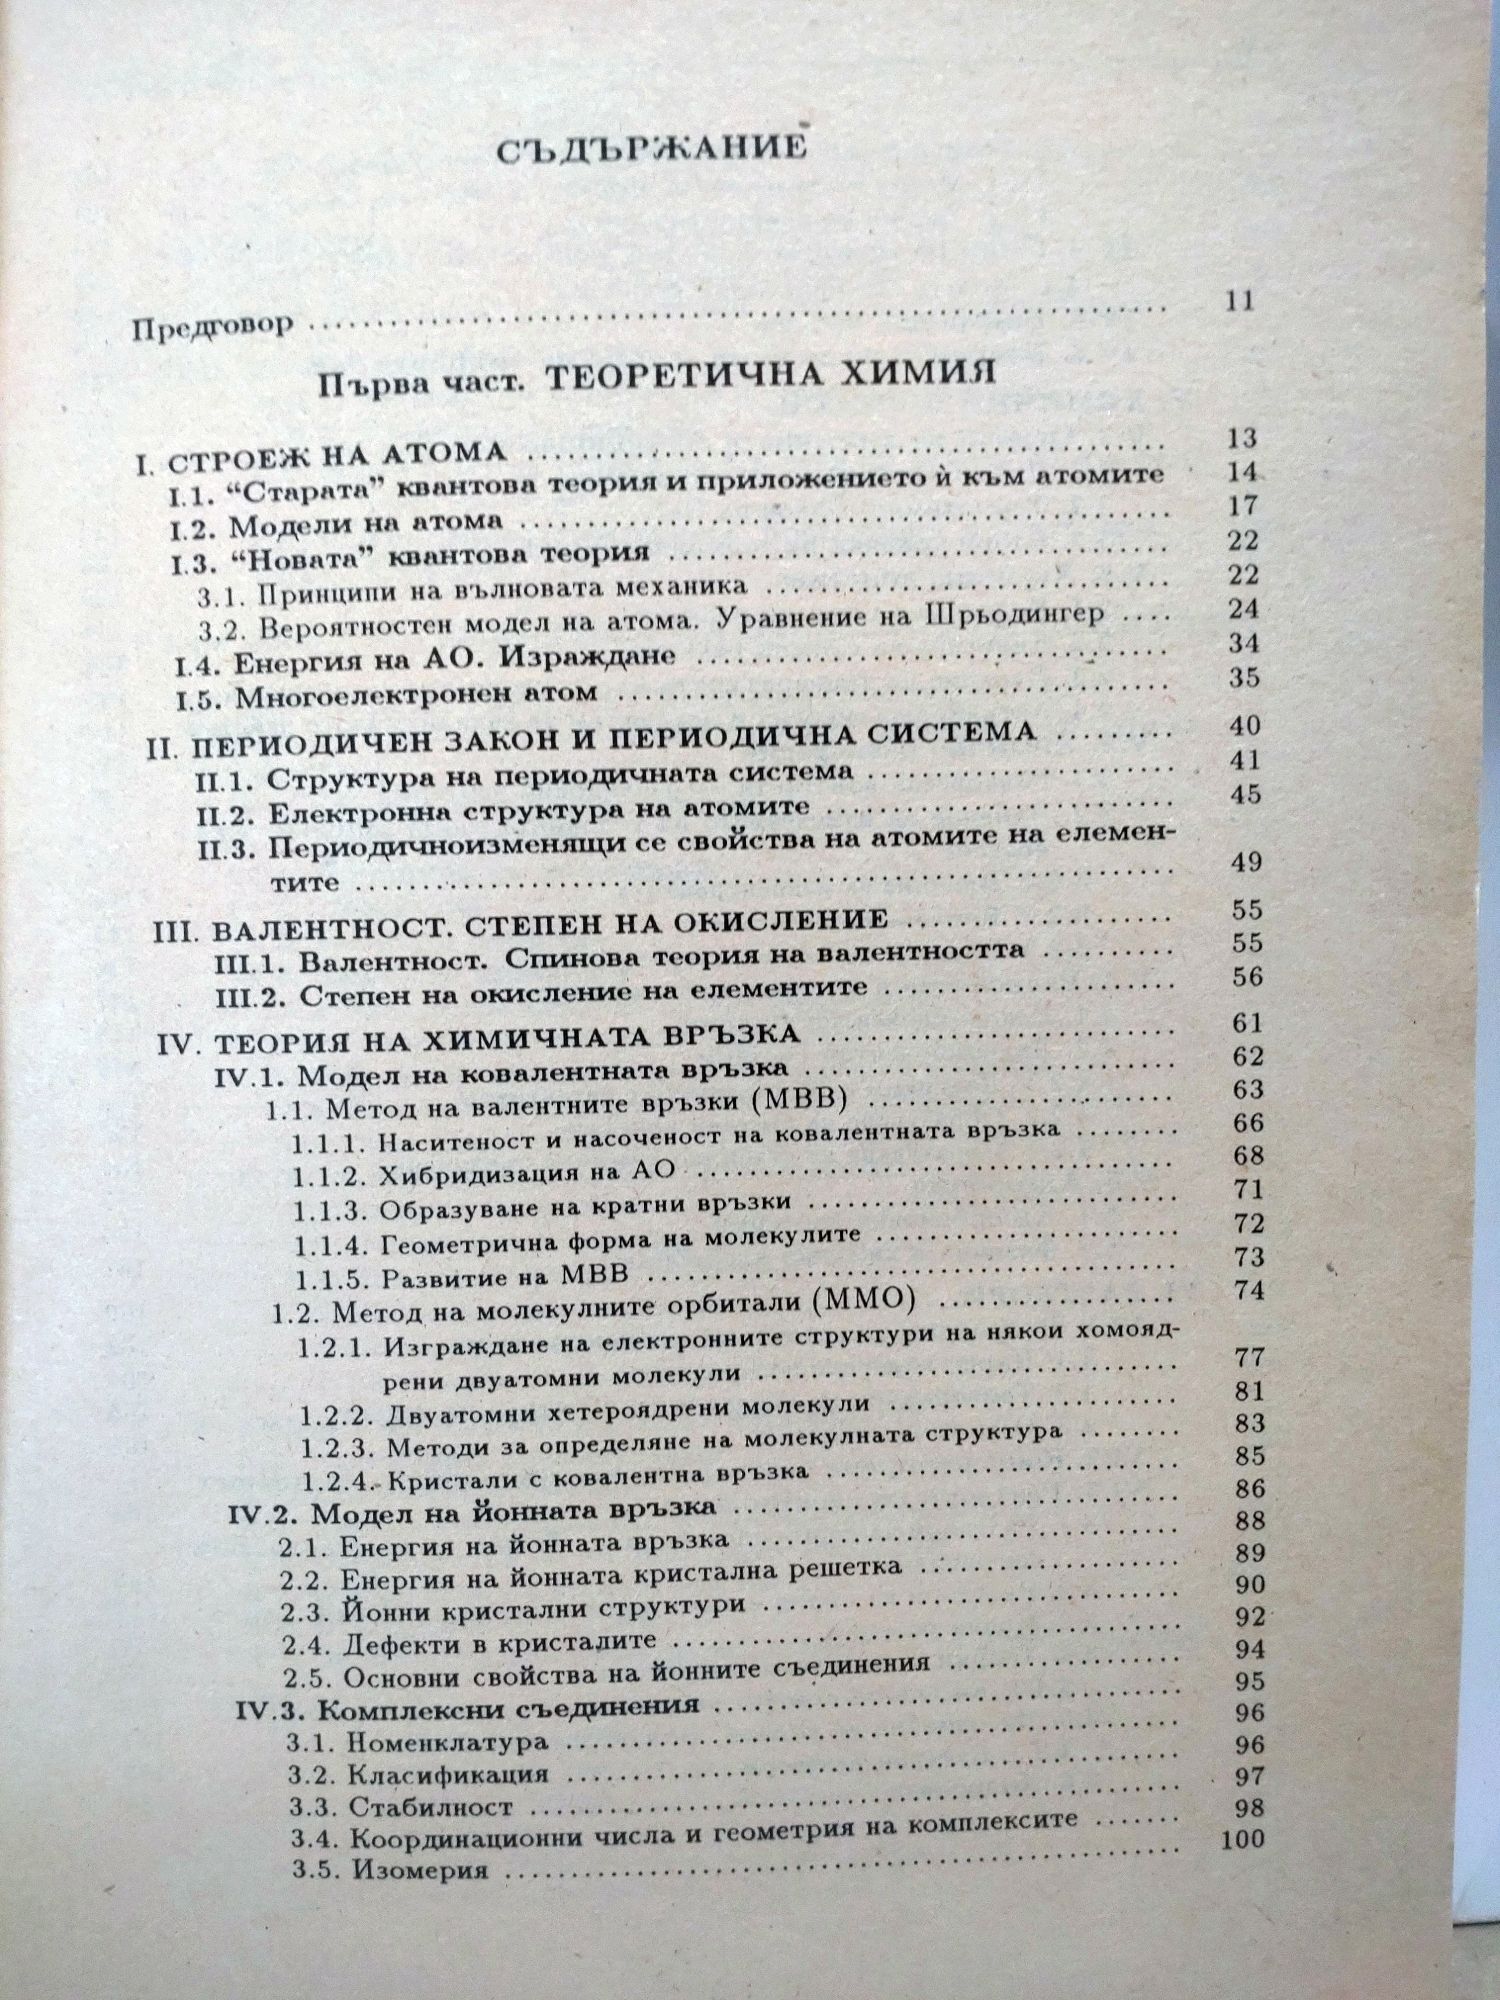 СЪДЪРЖАНИЕ
Предговор 11
Първа част. ТЕОРЕТИЧНА ХИМИЯ
I. СТРОЕЖ НА АТОМА 13
I.1. “Старата” квантова теория и приложението ѝ към атомите 14
I.2. Модели на атома 17
I.3. “Новата” квантова теория 22
3.1. Принципи на вълновата механика 22
3.2. Вероятностен модел на атома. Уравнение на Шрьодингер 24
I.4. Енергия на АО. Израждане 34
I.5. Многоелектронен атом 35
II. ПЕРИОДИЧЕН ЗАКОН И ПЕРИОДИЧНА СИСТЕМА 40
II.1. Структура на периодичната система 41
II.2. Електронна структура на атомите 45
II.3. Периодичноизменящи се свойства на атомите на елемен-
тите 49
III. ВАЛЕНТНОСТ. СТЕПЕН НА ОКИСЛЕНИЕ 55
III.1. Валентност. Спинова теория на валентността 55
III.2. Степен на окисление на елементите 56
IV. ТЕОРИЯ НА ХИМИЧНАТА ВРЪЗКА 61
IV.1. Модел на ковалентната връзка 62
1.1. Метод на валентните връзки (МВВ) 63
1.1.1. Наситеност и насоченост на ковалентната връзка 66
1.1.2. Хибридизация на АО 68
1.1.3. Образуване на кратни връзки 71
1.1.4. Геометрична форма на молекулите 72
1.1.5. Развитие на МВВ 73
1.2. Метод на молекулните орбитали (ММО) 74
1.2.1. Изграждане на електронните структури на някои хомояд-
рени двуатомни молекули 77
1.2.2. Двуатомни хетероядрени молекули 81
1.2.3. Методи за определяне на молекулната структура 83
1.2.4. Кристали с ковалентна връзка 85
IV.2. Модел на йонната връзка 86
2.1. Енергия на йонната връзка 88
2.2. Енергия на йонната кристална решетка 89
2.3. Йонни кристални структури 90
2.4. Дефекти в кристалите 92
2.5. Основни свойства на йонните съединения 94
IV.3. Комплексни съединения 95
3.1. Номенклатура 96
3.2. Класификация 96
3.3. Стабилност 97
3.4. Координационни числа и геометрия на комплексите 98
3.5. Изомерия 100